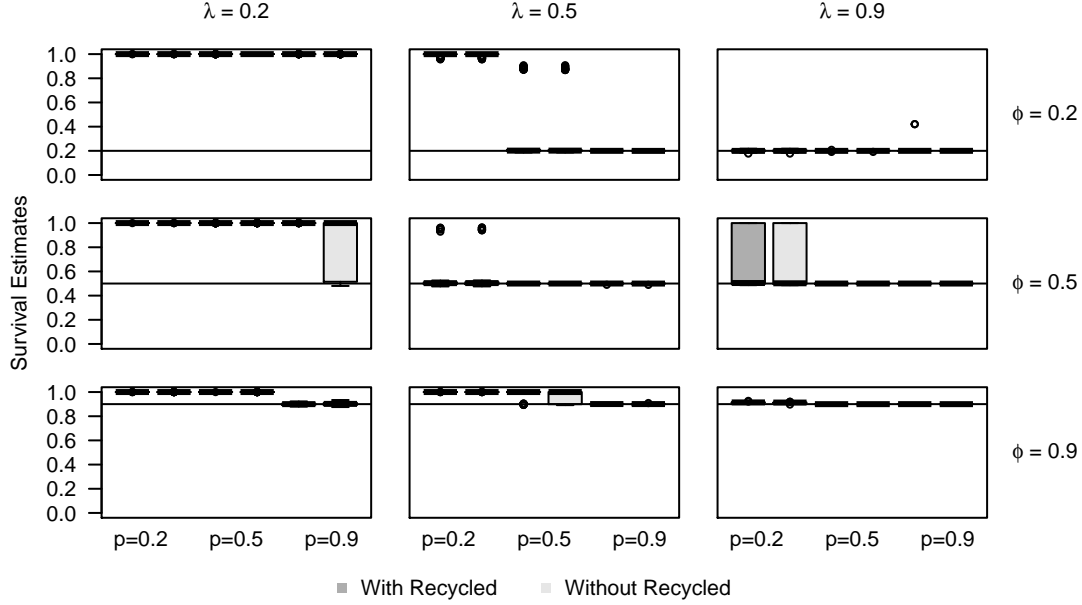 λ = 0.2 λ = 0.5 λ = 0.9
1.0
0.8
0.6
0.4
0.2
0.0
ϕ = 0.2
Survival Estimates
1.0
0.8
0.6
0.4
0.2
0.0
ϕ = 0.5
1.0
0.8
0.6
0.4
0.2
0.0
ϕ = 0.9
p=0.2 p=0.5 p=0.9 p=0.2 p=0.5 p=0.9 p=0.2 p=0.5 p=0.9
With Recycled Without Recycled